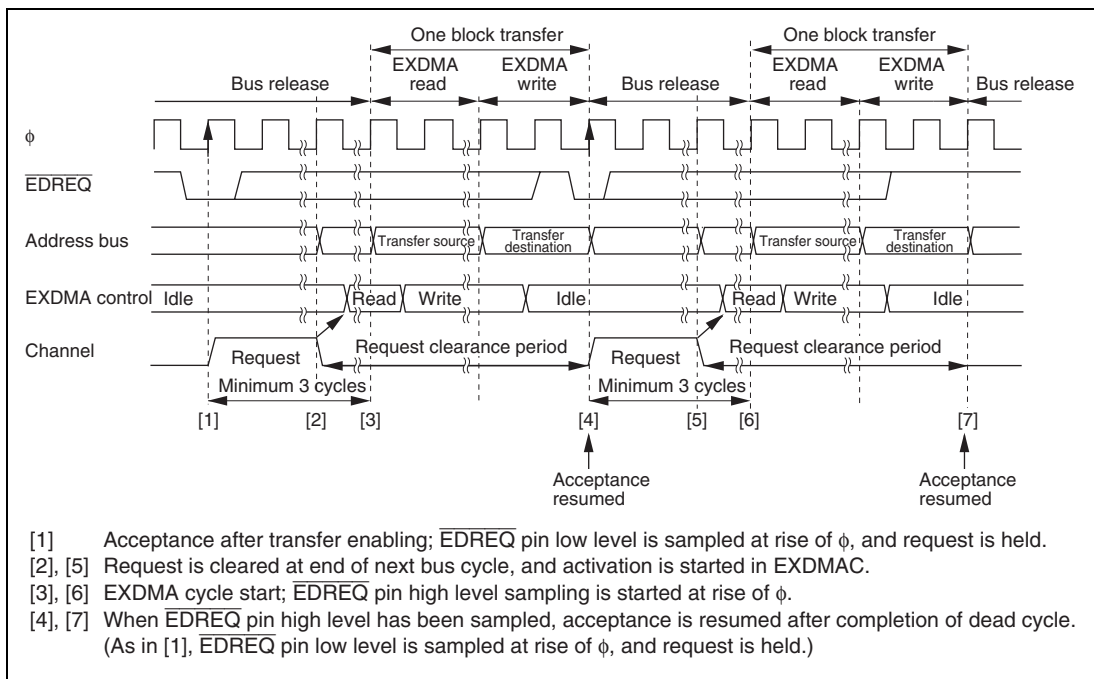 One block transfer One block transfer
Bus release EXDMA read EXDMA write Bus release EXDMA read EXDMA write Bus release
ϕ
EDREQ
Address bus Transfer source Transfer destination Transfer source Transfer destination
EXDMA control Idle Read Write Idle Read Write Idle
Channel Request Request clearance period Request Request clearance period
Minimum 3 cycles Minimum 3 cycles
[1] [2] [3] [4] [5] [6] [7]
Acceptance resumed Acceptance resumed
[1] Acceptance after transfer enabling; EDREQ pin low level is sampled at rise of ϕ, and request is held.
[2], [5] Request is cleared at end of next bus cycle, and activation is started in EXDMAC.
[3], [6] EXDMA cycle start; EDREQ pin high level sampling is started at rise of ϕ.
[4], [7] When EDREQ pin high level has been sampled, acceptance is resumed after completion of dead cycle.
(As in [1], EDREQ pin low level is sampled at rise of ϕ, and request is held.)